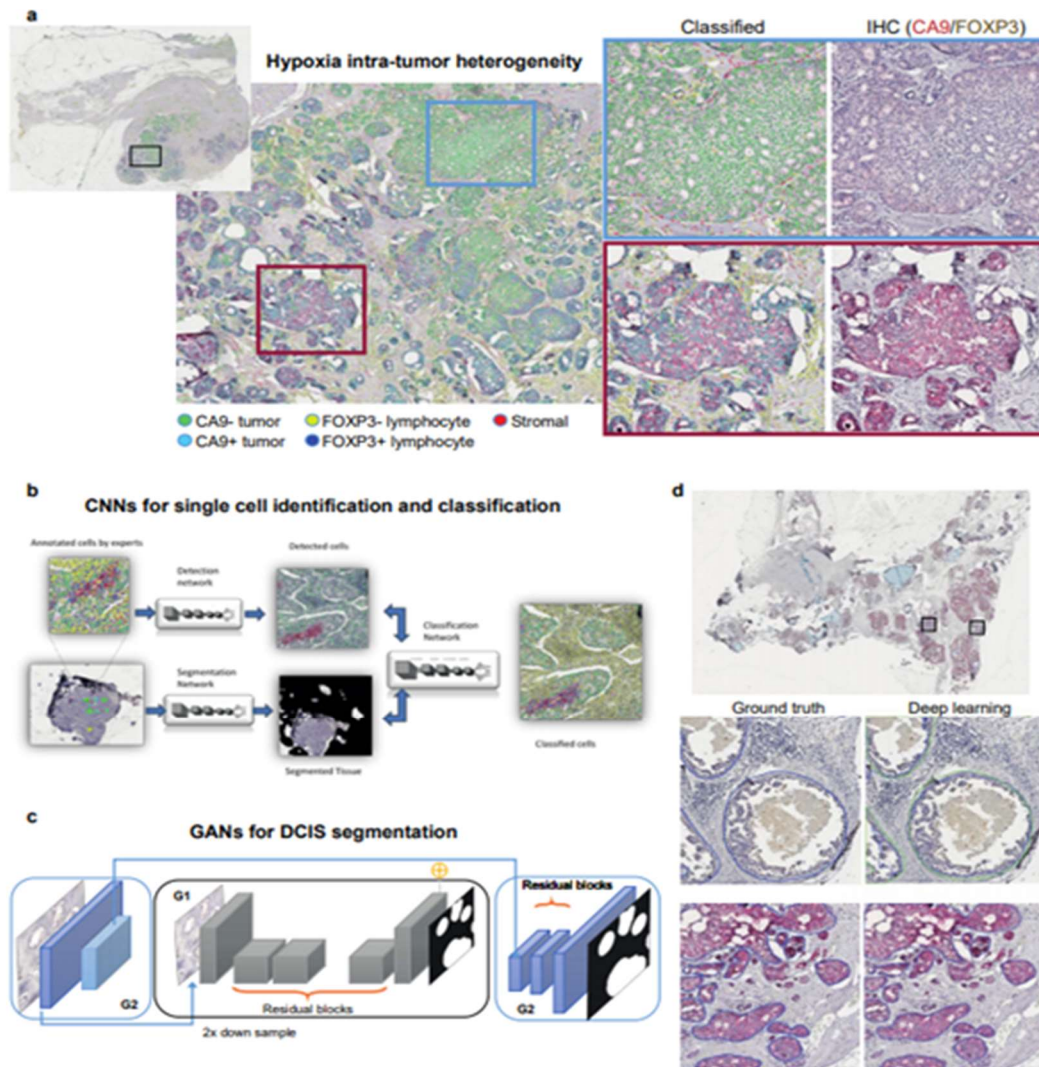 a
Classified
IHC (CA9/FOXP3)
Hypoxia intra-tumor heterogeneity
CA9- tumor
FOXP3- lymphocyte
Stromal
CA9+ tumor
FOXP3+ lymphocyte
b
CNNs for single cell identification and classification
Annotated cells by experts
Detection
network
Detected cells
Classification
Network
Segmentation
Network
Segmented Tissue
Classified cells
c
GANs for DCIS segmentation
G1
G2
Residual blocks
2x down sample
Residual blocks
G2
d
Ground truth
Deep learning